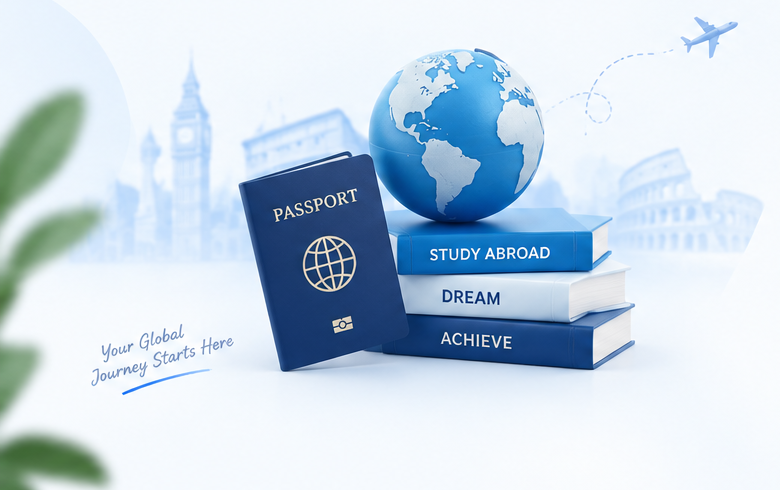 PASSPORT
STUDY ABROAD
DREAM
ACHIEVE
Your Global
Journey Starts Here